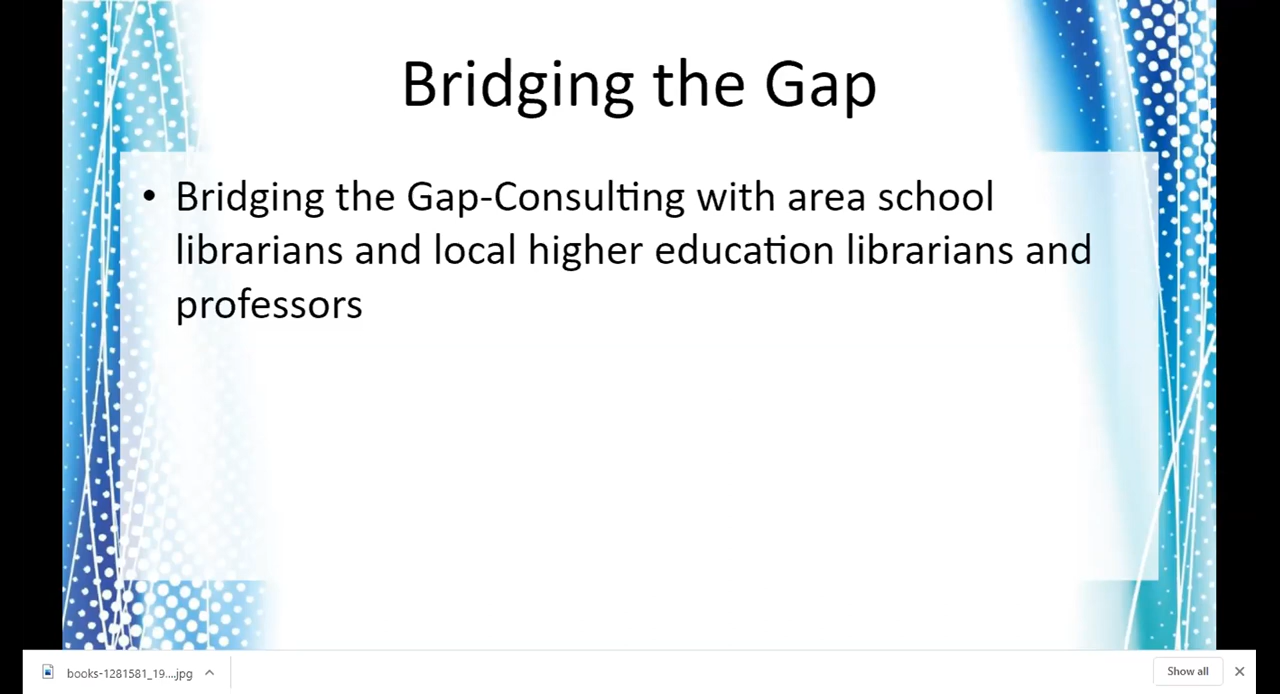 Bridging the Gap
• Bridging the Gap-Consulting with area school
librarians and local higher education librarians and
professors
books-1281581_19....jpg
Show all